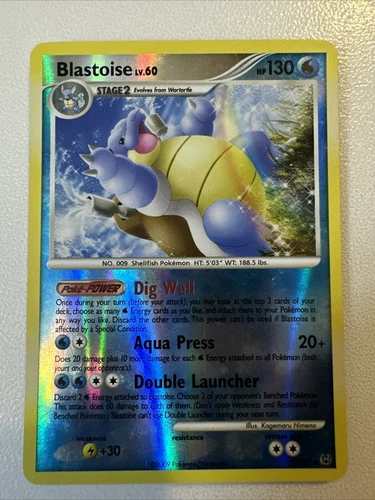 Blastoise LV.60 HP 130
STAGE 2 Evolves from Wartortle
NO. 009 Shellfish Pokémon HT: 5'03" WT: 188.5 lbs.
Poké-POWER Dig Well
Once during your turn (before your attack), you may look at the top 3 cards of your
deck, choose as many Energy cards as you like, and attach them to your Pokémon in
any way you like. Discard the other cards. This power can't be used if Blastoise is
affected by a Special Condition.
Aqua Press 20+
Does 20 damage plus 10 more damage for each Energy attached to all Pokémon (both
yours and your opponent's).
Double Launcher
Discard 2 Energy attached to Blastoise. Choose 2 of your opponent's Benched Pokémon.
This attack does 60 damage to each of them. (Don't apply Weakness and Resistance for
Benched Pokémon.) Blastoise can't use Double Launcher during your next turn.
Illus. Kagemaru Himeno
weakness resistance retreat
+30
2009 Pokémon